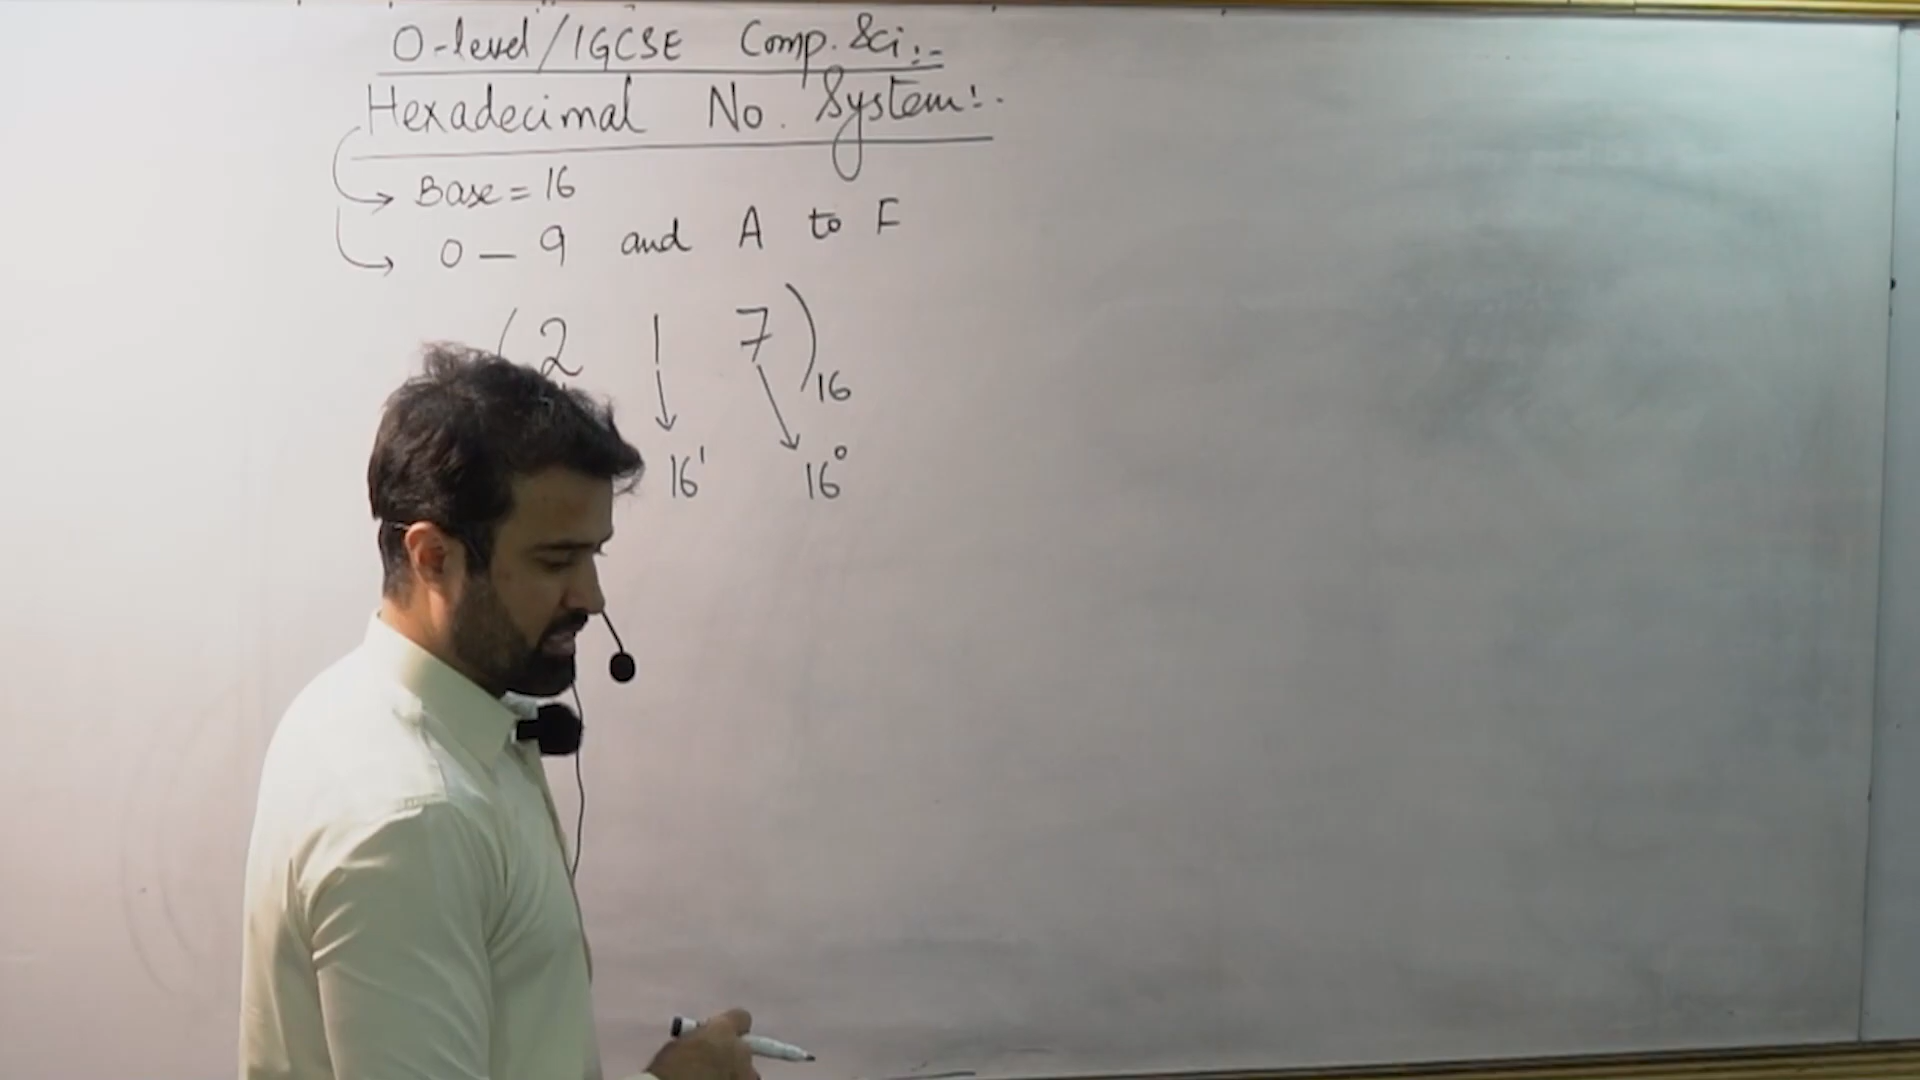 O-level/IGCSE Comp. Sci:-
Hexadecimal No. System:-
Base = 16
0 — 9 and A to F
(2 1 7)16
16¹ 16⁰